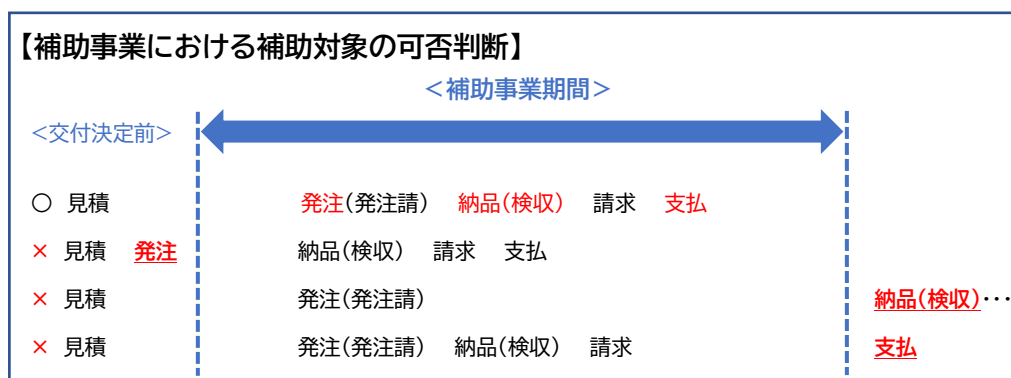 【補助事業における補助対象の可否判断】
＜補助事業期間＞
＜交付決定前＞
〇 見積 発注(発注請) 納品(検収) 請求 支払
× 見積 発注 納品(検収) 請求 支払
× 見積 発注(発注請) 納品(検収)･･･
× 見積 発注(発注請) 納品(検収) 請求 支払